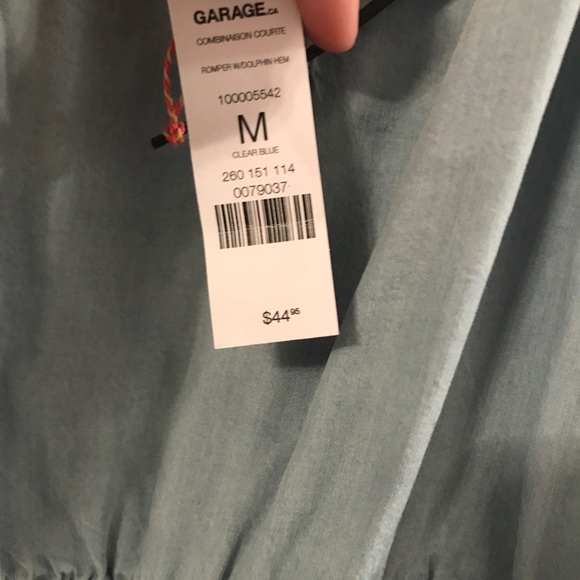 GARAGE.CA
COMBINAISON COURTE
ROMPER W/DOLPHIN HEM
100005542
M
CLEAR BLUE
260 151 114
0079037
$44.95